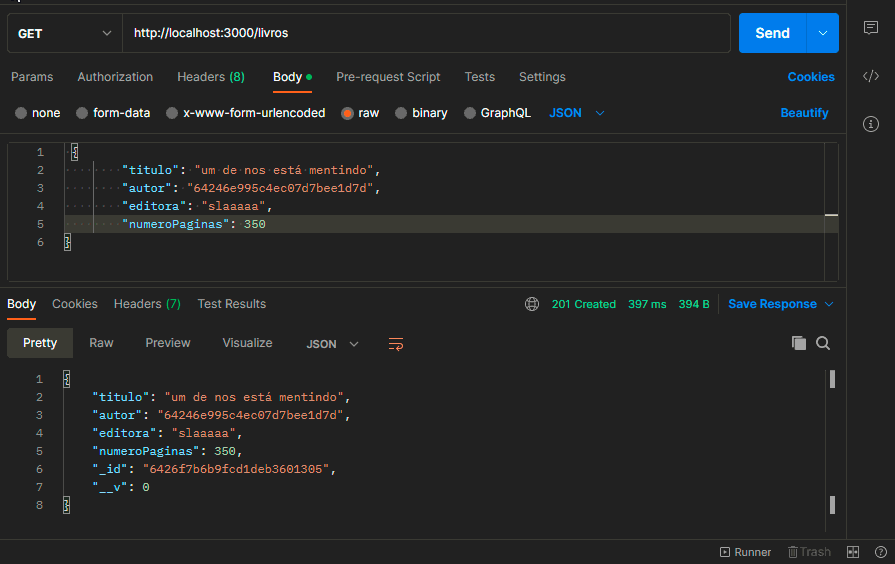 GET http://localhost:3000/livros Send
Params Authorization Headers (8) Body Pre-request Script Tests Settings Cookies
none form-data x-www-form-urlencoded raw binary GraphQL JSON Beautify
1 {
2 "titulo": "um de nos está mentindo",
3 "autor": "64246e995c4ec07d7bee1d7d",
4 "editora": "slaaaaa",
5 "numeroPaginas": 350
6 }
Body Cookies Headers (7) Test Results 201 Created 397 ms 394 B Save Response
Pretty Raw Preview Visualize JSON
1 {
2 "titulo": "um de nos está mentindo",
3 "autor": "64246e995c4ec07d7bee1d7d",
4 "editora": "slaaaaa",
5 "numeroPaginas": 350,
6 "_id": "6426f7b6b9fcd1deb3601305",
7 "__v": 0
8 }
Runner Trash